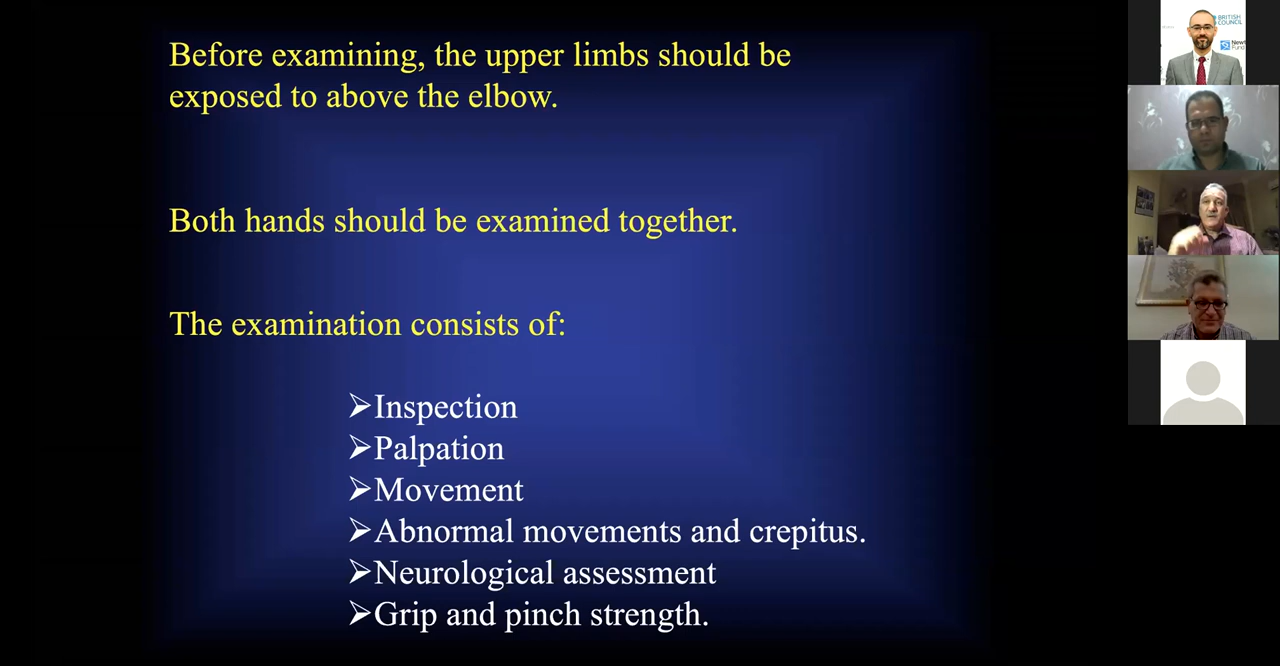 Before examining, the upper limbs should be
exposed to above the elbow.
Both hands should be examined together.
The examination consists of:
➢Inspection
➢Palpation
➢Movement
➢Abnormal movements and crepitus.
➢Neurological assessment
➢Grip and pinch strength.
BRITISH
COUNCIL
Fund